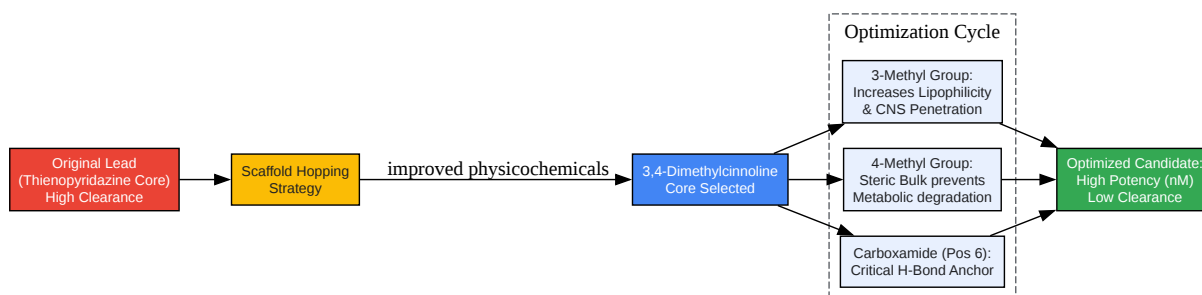 Original Lead
(Thienopyridazine Core)
High Clearance
Scaffold Hopping
Strategy
improved physicochemicals
3,4-Dimethylcinnoline
Core Selected
Optimization Cycle
3-Methyl Group:
Increases Lipophilicity
& CNS Penetration
4-Methyl Group:
Steric Bulk prevents
Metabolic degradation
Carboxamide (Pos 6):
Critical H-Bond Anchor
Optimized Candidate:
High Potency (nM)
Low Clearance